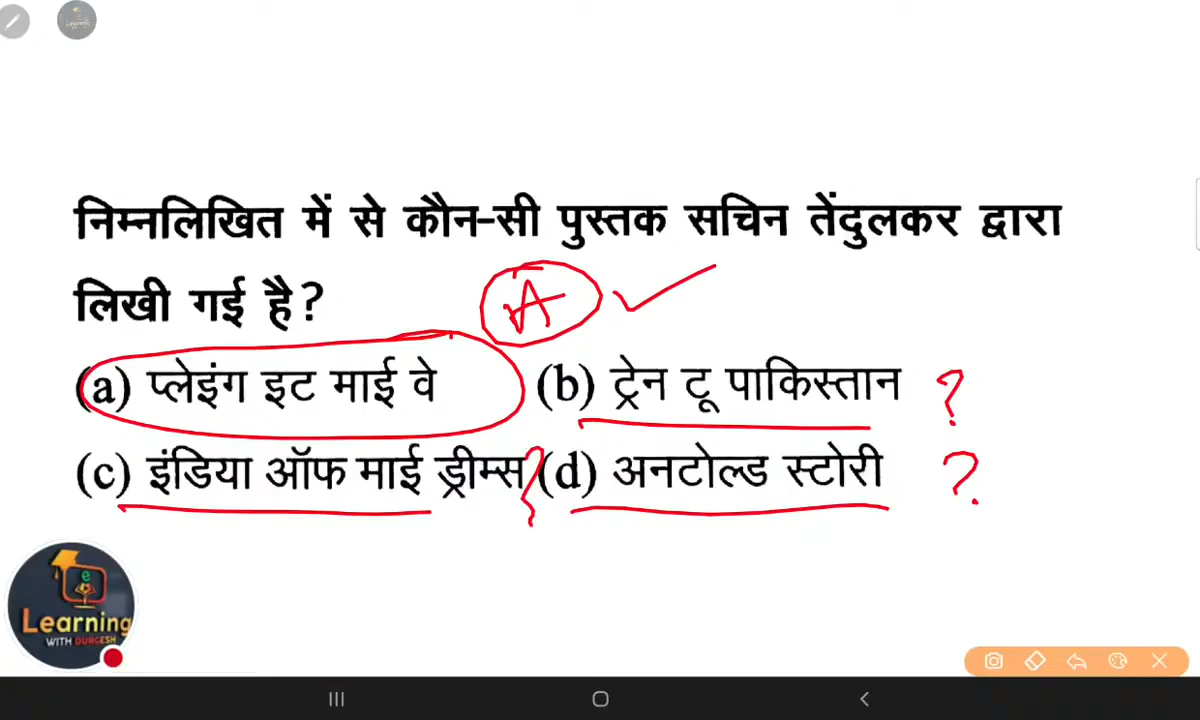 निम्नलिखित में से कौन-सी पुस्तक सचिन तेंदुलकर द्वारा
लिखी गई है?
A
(a) प्लेइंग इट माई वे (b) ट्रेन टू पाकिस्तान ?
(c) इंडिया ऑफ माई ड्रीम्स ? (d) अनटोल्ड स्टोरी ?
e
Learning
WITH DURGESH